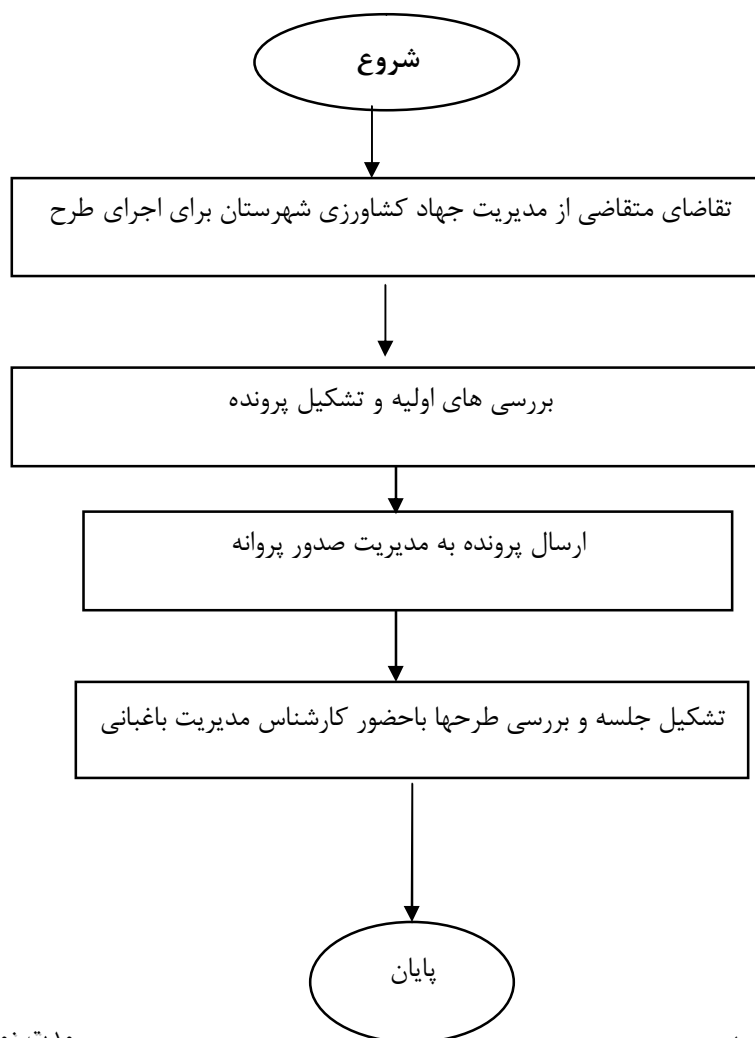 شروع
تقاضای متقاضی از مدیریت جهاد کشاورزی شهرستان برای اجرای طرح
بررسی های اولیه و تشکیل پرونده
ارسال پرونده به مدیریت صدور پروانه
تشکیل جلسه و بررسی طرحها باحضور کارشناس مدیریت باغبانی
پایان